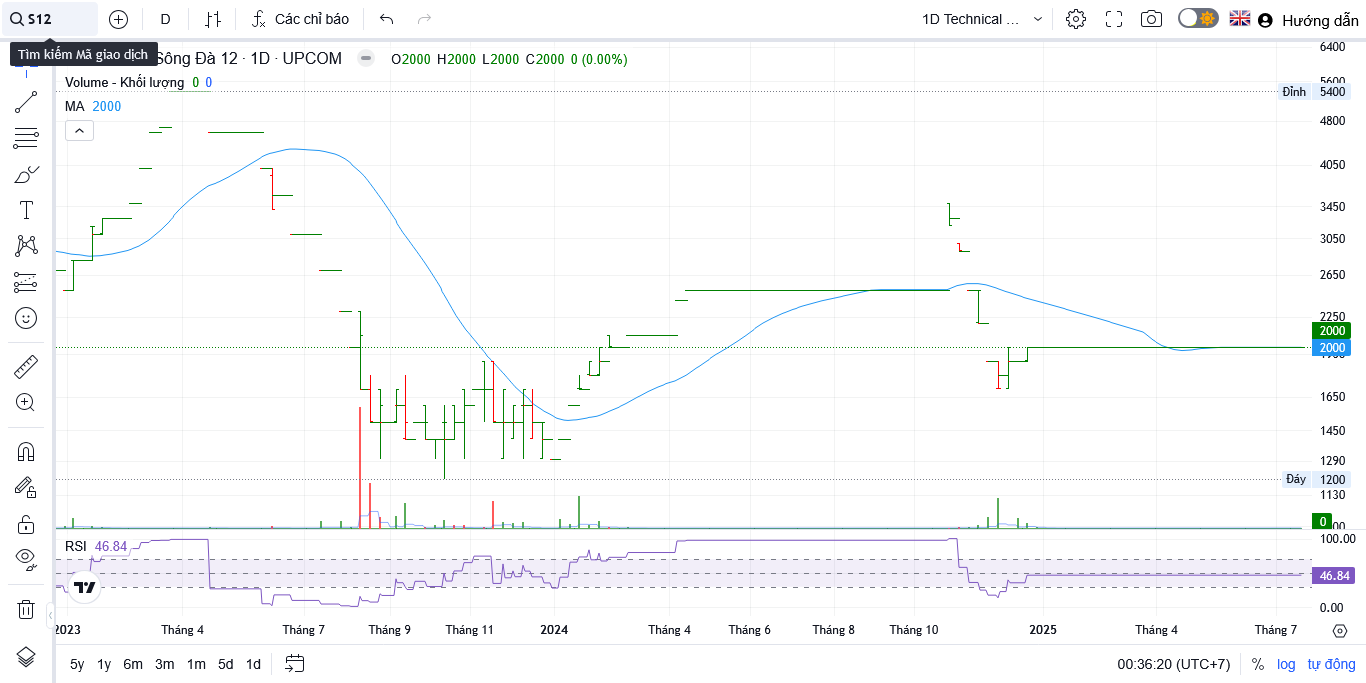 S12
D
Các chỉ báo
1D Technical ...
Hướng dẫn
Tìm kiếm Mã giao dịch
Sông Đà 12 · 1D · UPCOM
O2000 H2000 L2000 C2000 0 (0.00%)
Volume - Khối lượng 0 0
MA 2000
6400
5600
Đỉnh 5400
4800
4050
3450
3050
2650
2250
2000
2000
1900
1650
1450
1290
Đáy 1200
1130
0
RSI 46.84
100.00
46.84
0.00
2023
Tháng 4
Tháng 7
Tháng 9
Tháng 11
2024
Tháng 4
Tháng 6
Tháng 8
Tháng 10
2025
Tháng 4
Tháng 7
5y 1y 6m 3m 1m 5d 1d
00:36:20 (UTC+7)
% log tự động